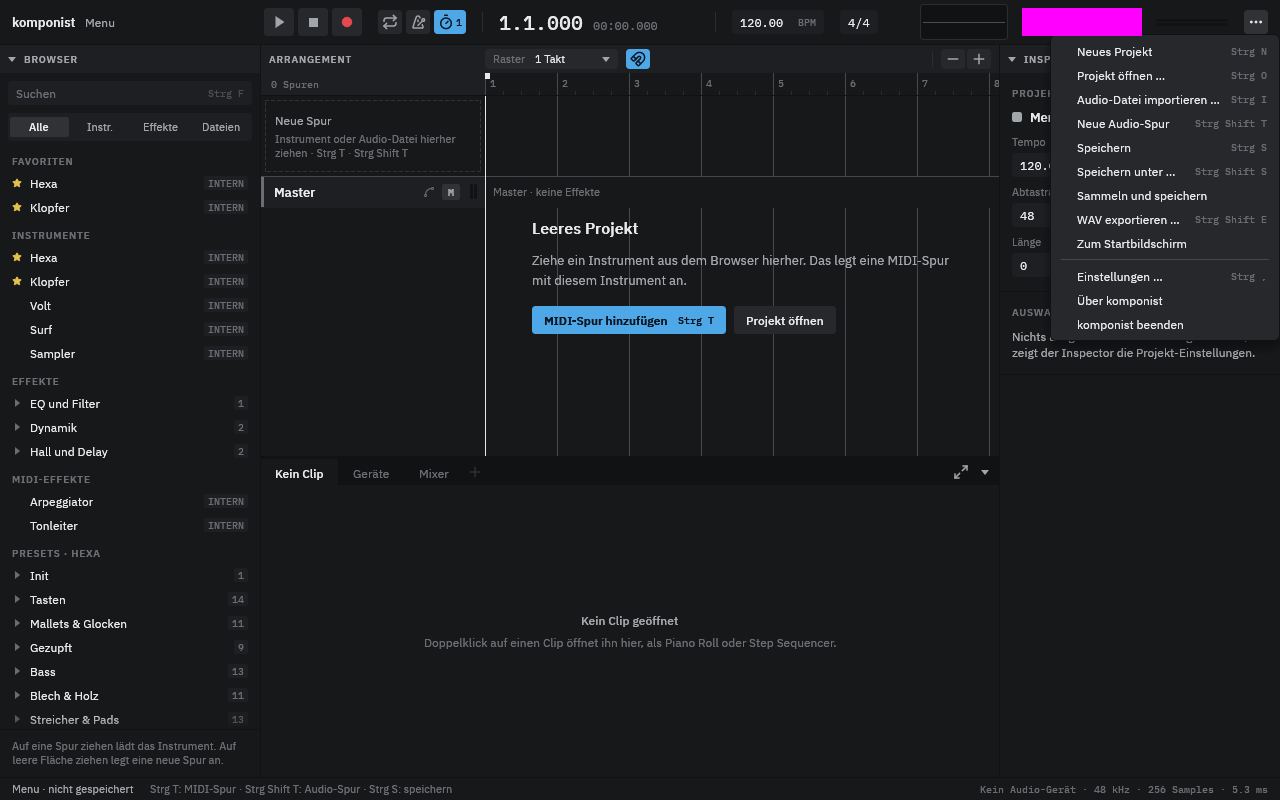 komponist Menu
1
1.1.000 00:00.000
120.00 BPM
4/4
BROWSER
Suchen Strg F
Alle Instr. Effekte Dateien
FAVORITEN
Hexa INTERN
Klopfer INTERN
INSTRUMENTE
Hexa INTERN
Klopfer INTERN
Volt
Surf
Sampler
EFFEKTE
EQ und Filter 1
Dynamik 2
Hall und Delay 2
MIDI-EFFEKTE
Arpeggiator INTERN
Tonleiter INTERN
PRESETS · HEXA
Init 1
Tasten 14
Mallets & Glocken 11
Gezupft 9
Bass 13
Blech & Holz 11
Streicher & Pads 13
Auf eine Spur ziehen lädt das Instrument. Auf
leere Fläche ziehen legt eine neue Spur an.
ARRANGEMENT
Raster 1 Takt
0 Spuren
1 2 3 4 5 6 7 8
Neue Spur
Instrument oder Audio-Datei hierher
ziehen · Strg T · Strg Shift T
Master M
Master · keine Effekte
Leeres Projekt
Ziehe ein Instrument aus dem Browser hierher. Das legt eine MIDI-Spur
mit diesem Instrument an.
MIDI-Spur hinzufügen Strg T
Projekt öffnen
Kein Clip Geräte Mixer
Kein Clip geöffnet
Doppelklick auf einen Clip öffnet ihn hier, als Piano Roll oder Step Sequencer.
Tempo
120.
48
Länge
0
Nichts
zeigt der Inspector die Projekt-Einstellungen.
Neues Projekt Strg N
Projekt öffnen ... Strg O
Audio-Datei importieren ... Strg I
Neue Audio-Spur Strg Shift T
Speichern Strg S
Speichern unter ... Strg Shift S
Sammeln und speichern
WAV exportieren ... Strg Shift E
Zum Startbildschirm
Einstellungen ... Strg ,
Über komponist
komponist beenden
Menu · nicht gespeichert
Strg T: MIDI-Spur · Strg Shift T: Audio-Spur · Strg S: speichern
Kein Audio-Gerät · 48 kHz · 256 Samples · 5.3 ms